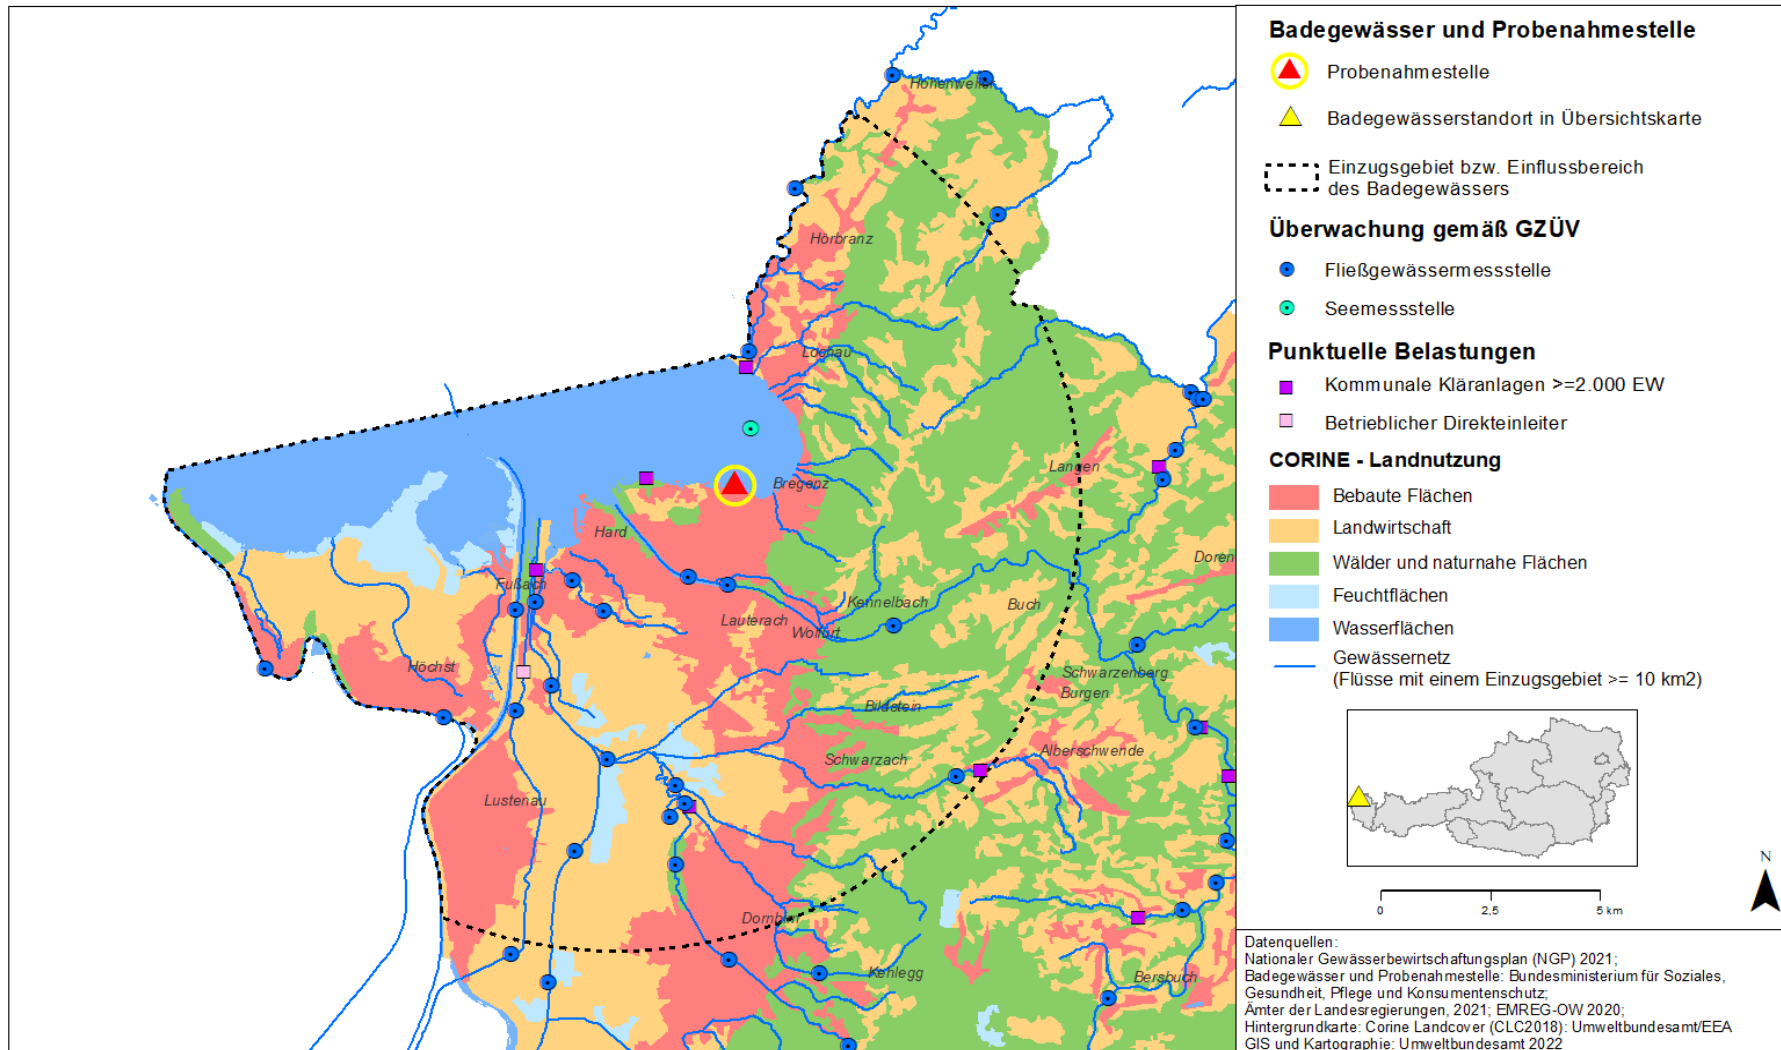 Badegewässer und Probenahmestelle
Probenahmestelle
Badegewässerstandort in Übersichtskarte
Einzugsgebiet bzw. Einflussbereich
des Badegewässers
Überwachung gemäß GZÜV
Fließgewässermessstelle
Seemessstelle
Punktuelle Belastungen
Kommunale Kläranlagen >=2.000 EW
Betrieblicher Direkteinleiter
CORINE - Landnutzung
Bebaute Flächen
Landwirtschaft
Wälder und naturnahe Flächen
Feuchtflächen
Wasserflächen
Gewässernetz
(Flüsse mit einem Einzugsgebiet >= 10 km2)
N
0 2,5 5 km
Datenquellen:
Nationaler Gewässerbewirtschaftungsplan (NGP) 2021;
Badegewässer und Probenahmestelle: Bundesministerium für Soziales,
Gesundheit, Pflege und Konsumentenschutz;
Ämter der Landesregierungen, 2021; EMREG-OW 2020;
Hintergrundkarte: Corine Landcover (CLC2018): Umweltbundesamt/EEA
GIS und Kartographie: Umweltbundesamt 2022
Hohenweiler
Hörbranz
Lochau
Langen
Bregenz
Hard
Doren
Fußach
Kennelbach
Buch
Lauterach
Wolfurt
Höchst
Schwarzenberg
Burgen
Bildstein
Alberschwende
Schwarzach
Lustenau
Dornbirn
Kehlegg
Bersbuch